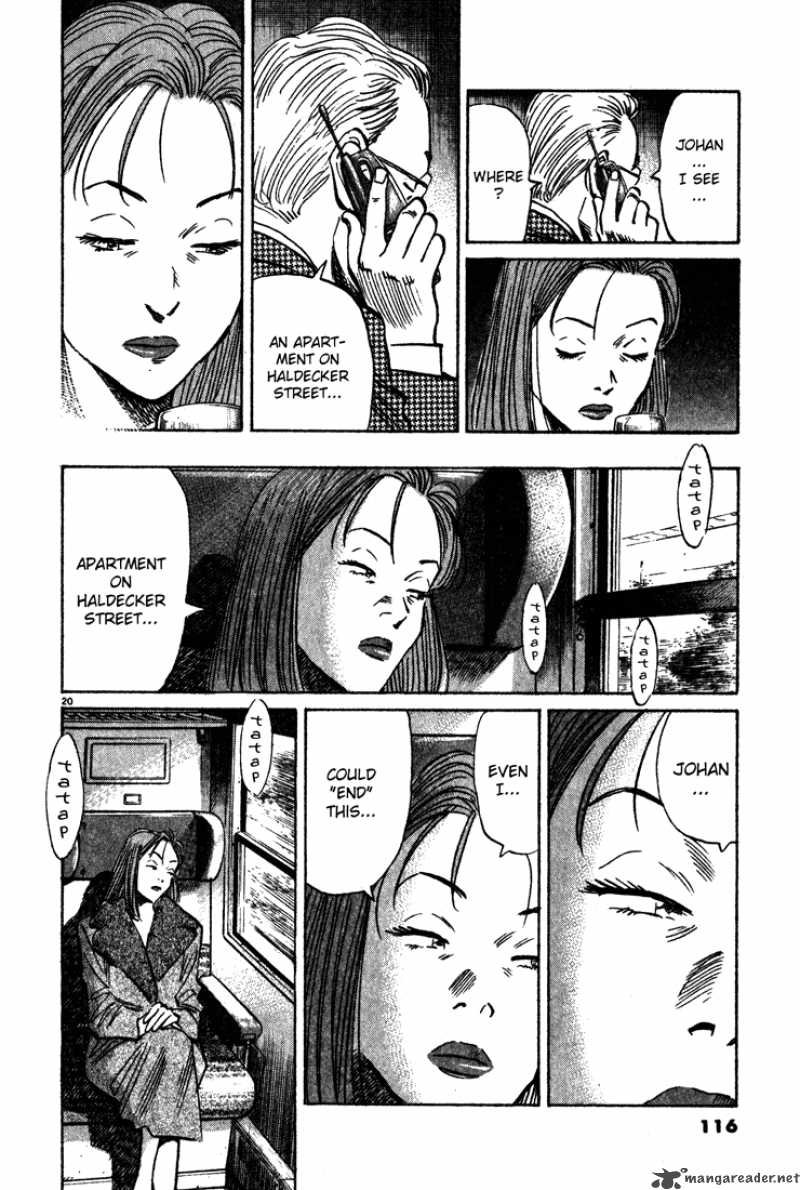 JOHAN
...
I SEE
...
WHERE
?
AN APART-
MENT ON
HALDECKER
STREET...
tatap
APARTMENT
ON
HALDECKER
STREET...
tatap
tatap
20
JOHAN
...
EVEN
I...
COULD
"END"
THIS...
tatap
tatap
116
mangareader.net